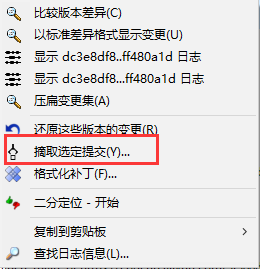 比较版本差异(C)
以标准差异格式显示变更(U)
显示 dc3e8df8..ff480a1d 日志
显示 dc3e8df8...ff480a1d 日志
压扁变更集(A)
还原这些版本的变更(R)
摘取选定提交(Y)...
格式化补丁(F)...
二分定位 - 开始
复制到剪贴板
查找日志信息(L)...